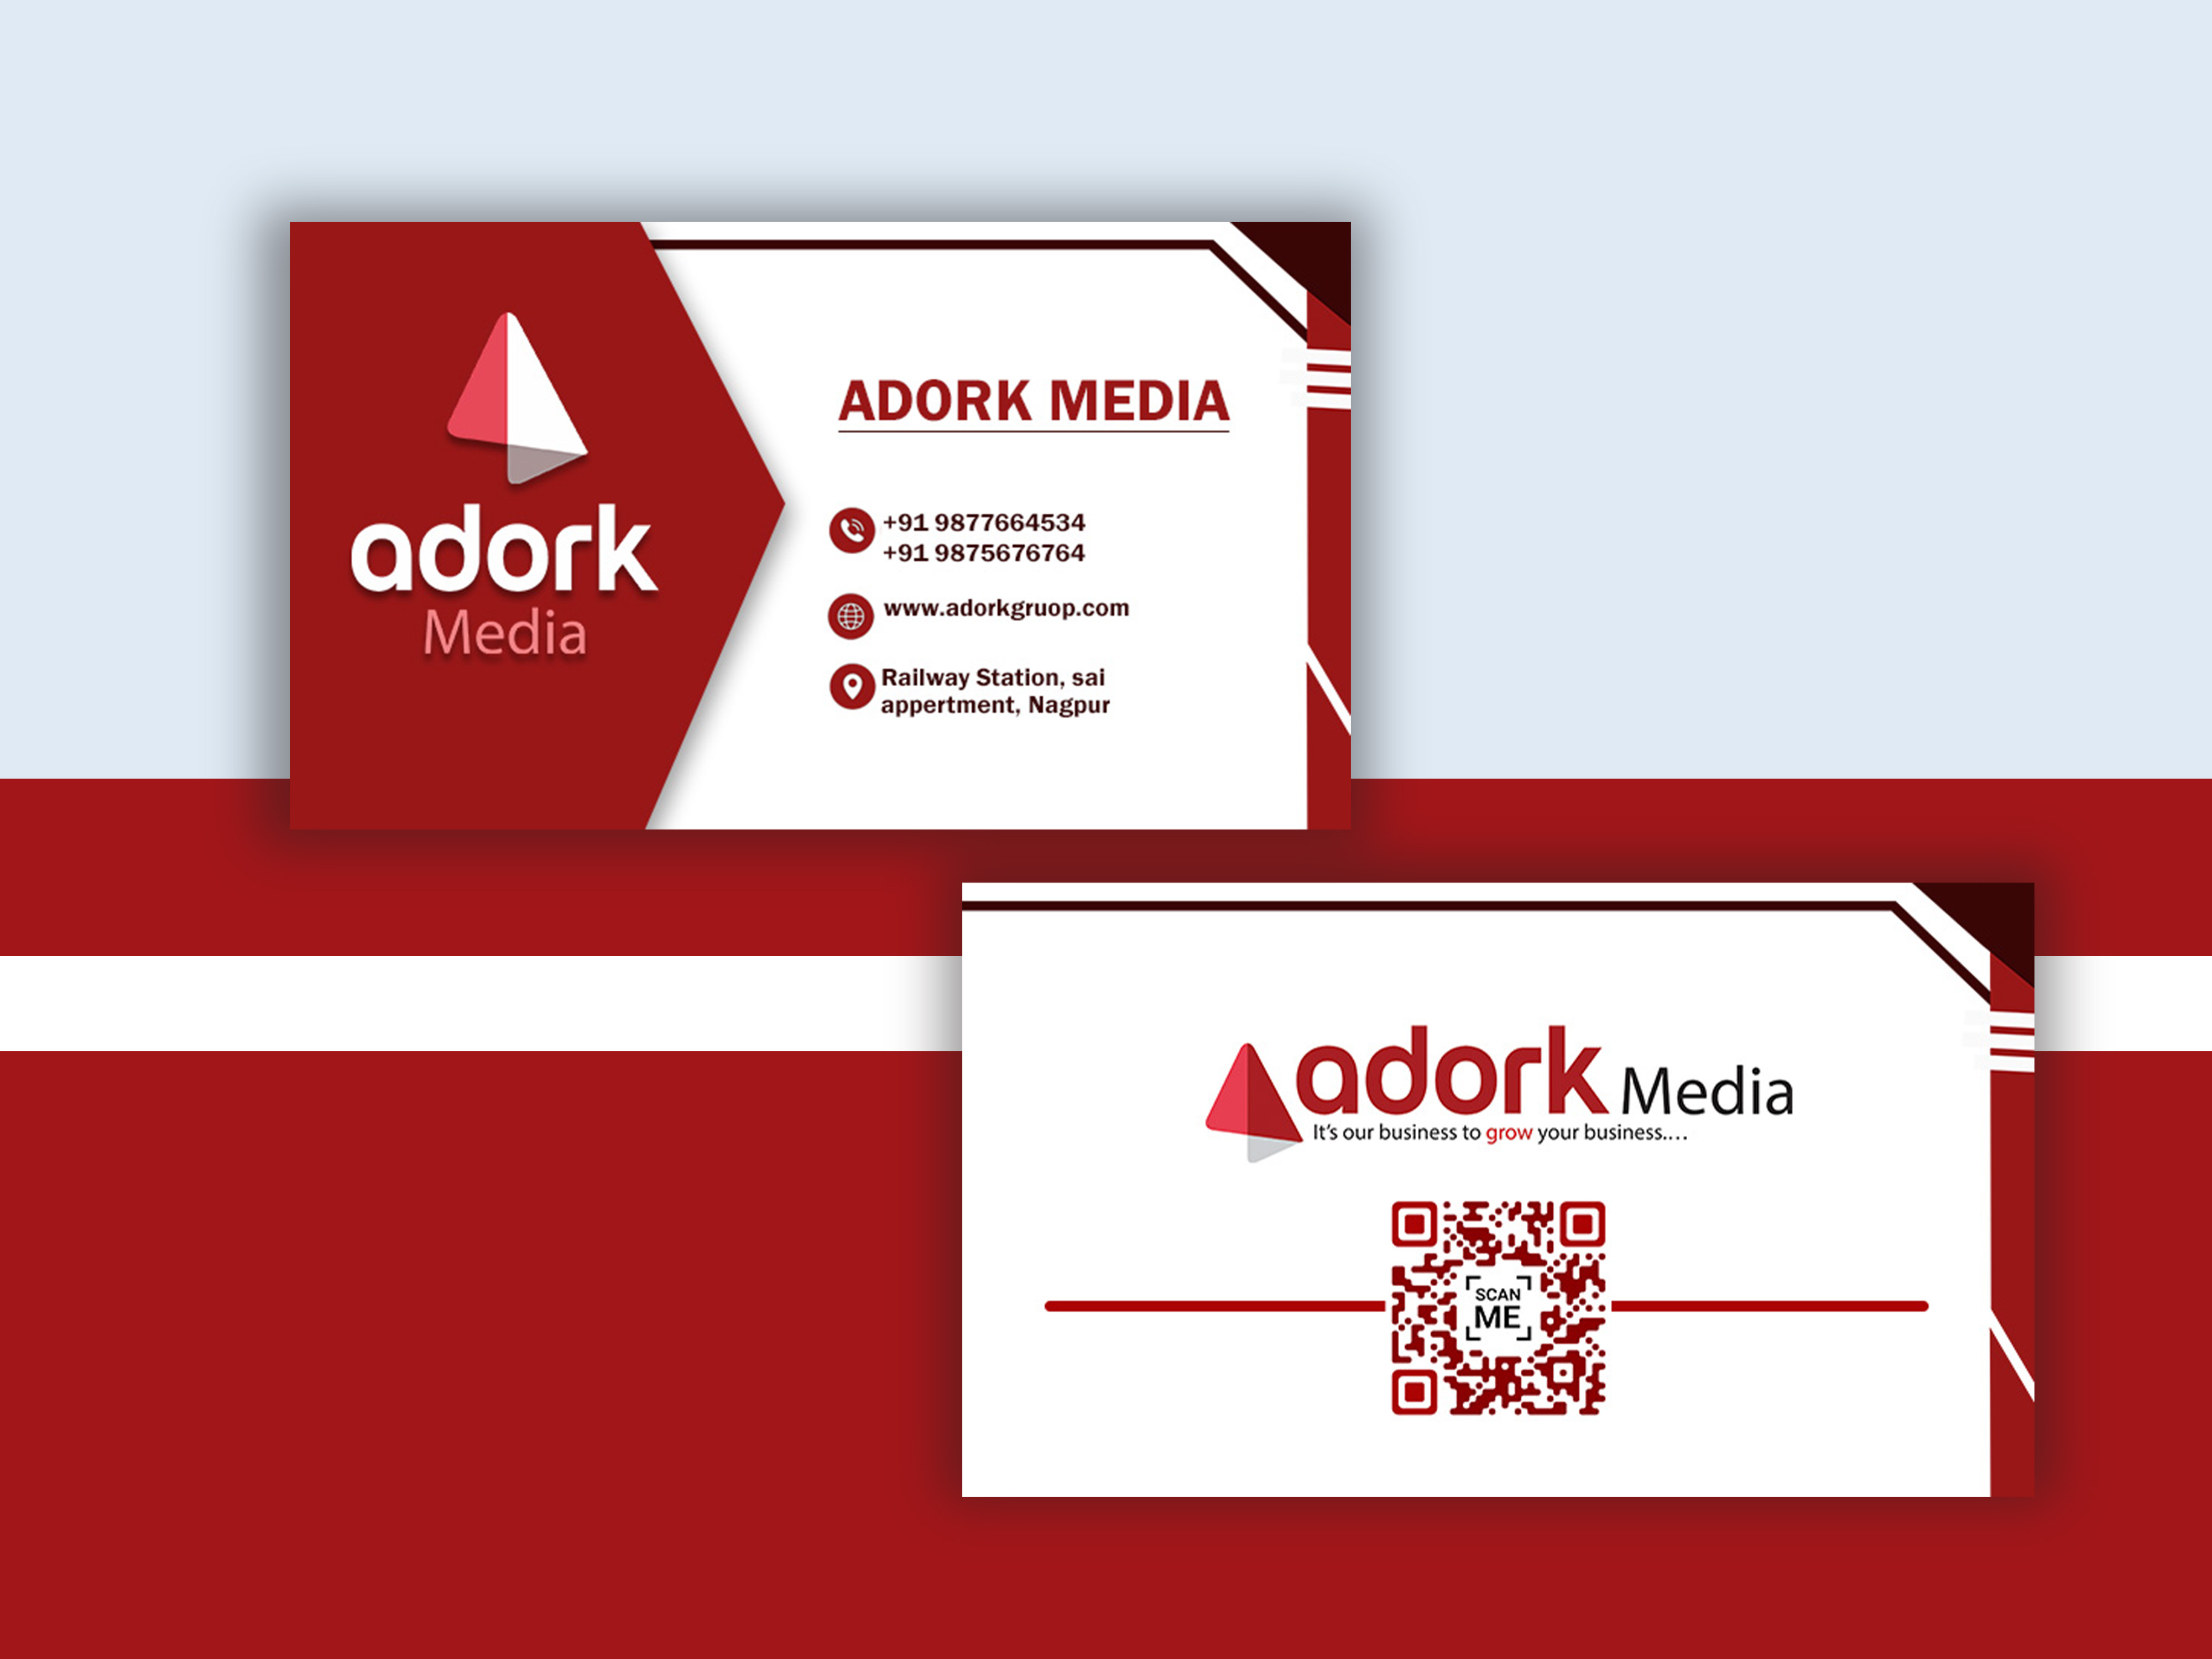 adork
Media
ADORK MEDIA
+91 9877664534
+91 9875676764
www.adorkgruop.com
Railway Station, sai
appertment, Nagpur
adork Media
It's our business to grow your business....
SCAN
ME